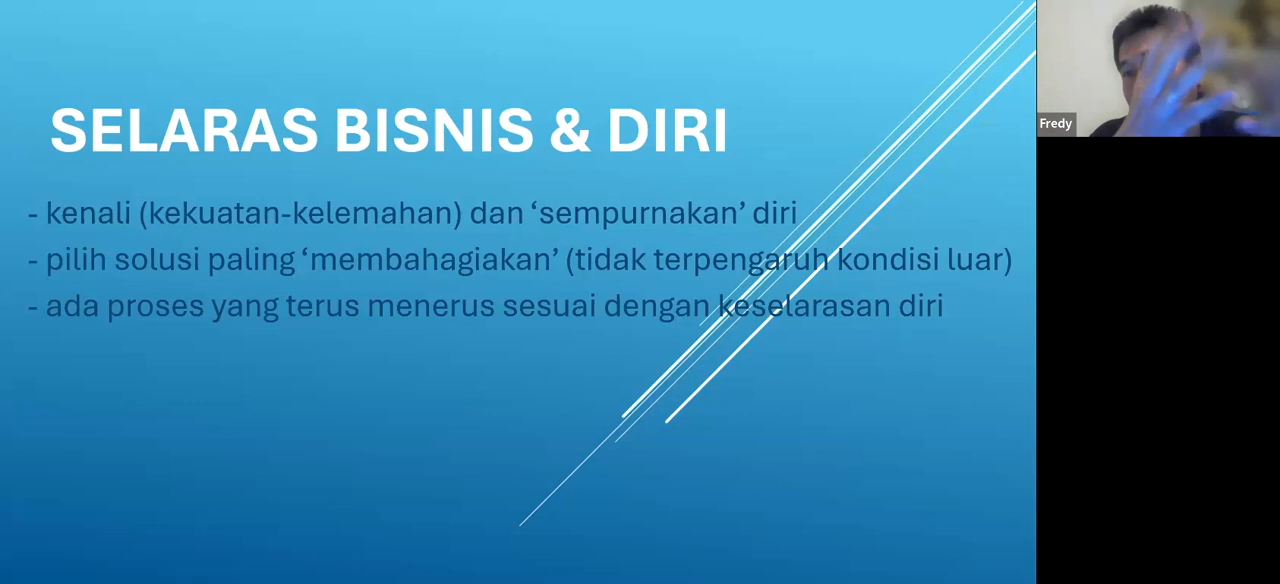 SELARAS BISNIS & DIRI
- kenali (kekuatan-kelemahan) dan ‘sempurnakan’ diri
- pilih solusi paling ‘membahagiakan’ (tidak terpengaruh kondisi luar)
- ada proses yang terus menerus sesuai dengan keselarasan diri
Fredy